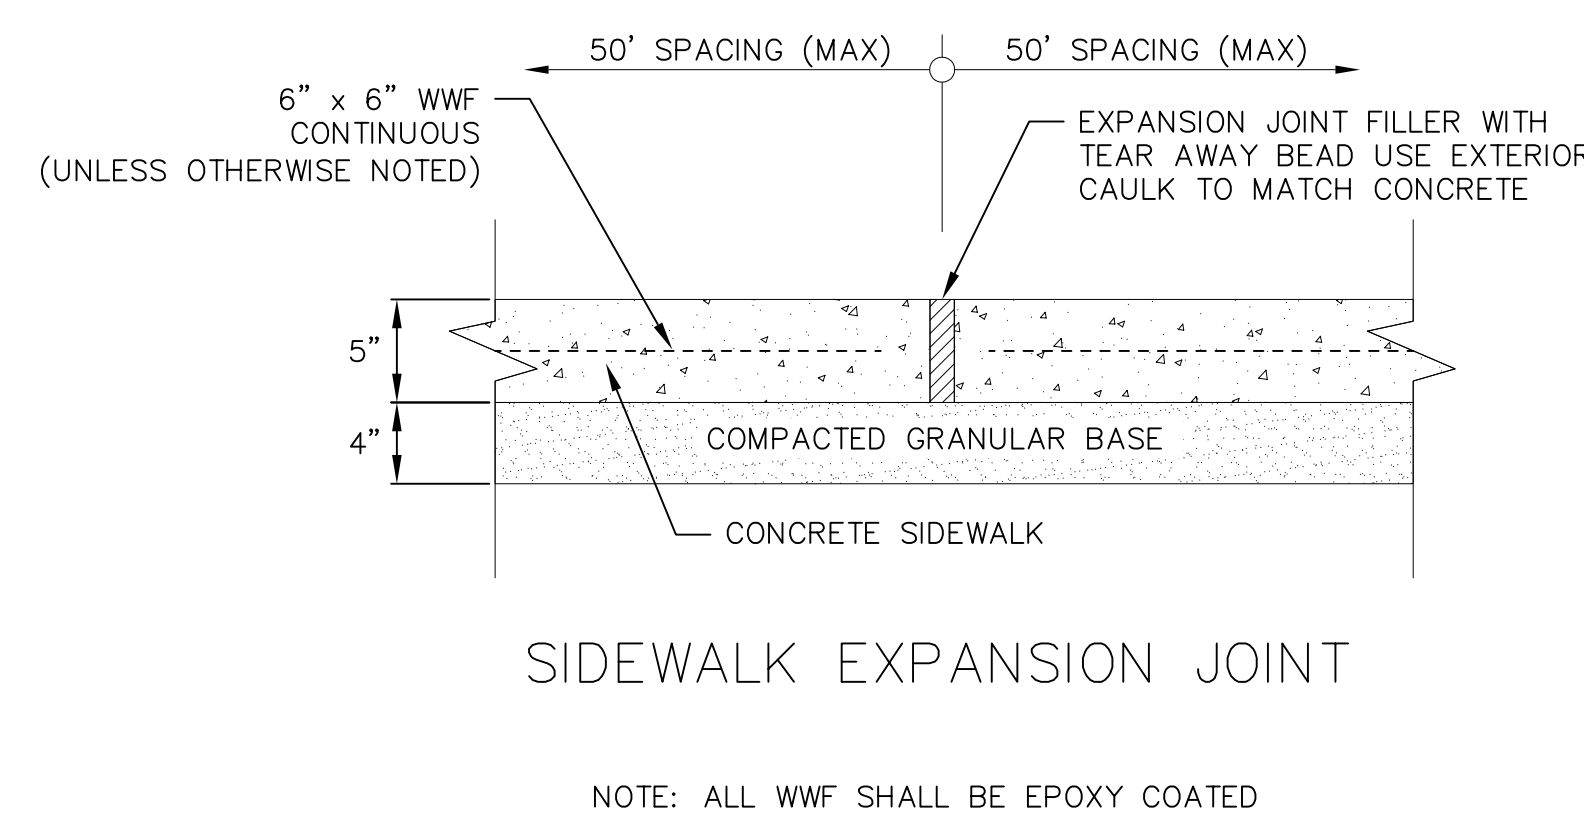 50' SPACING (MAX)
50' SPACING (MAX)
6" x 6" WWF
CONTINUOUS
(UNLESS OTHERWISE NOTED)
EXPANSION JOINT FILLER WITH
TEAR AWAY BEAD USE EXTERIOR
CAULK TO MATCH CONCRETE
5"
4"
COMPACTED GRANULAR BASE
CONCRETE SIDEWALK
SIDEWALK EXPANSION JOINT
NOTE: ALL WWF SHALL BE EPOXY COATED